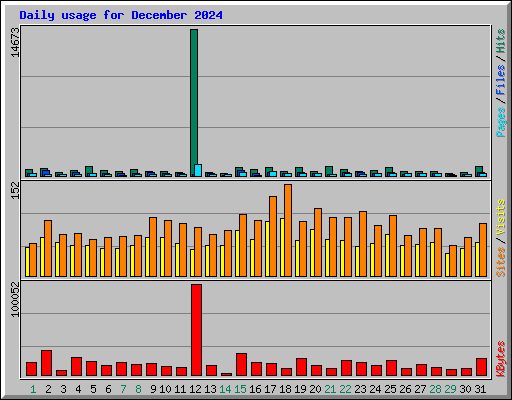 Daily usage for December 2024
14673
Pages / Files / Hits
152
Sites / Visits
100052
KBytes
1 2 3 4 5 6 7 8 9 10 11 12 13 14 15 16 17 18 19 20 21 22 23 24 25 26 27 28 29 30 31